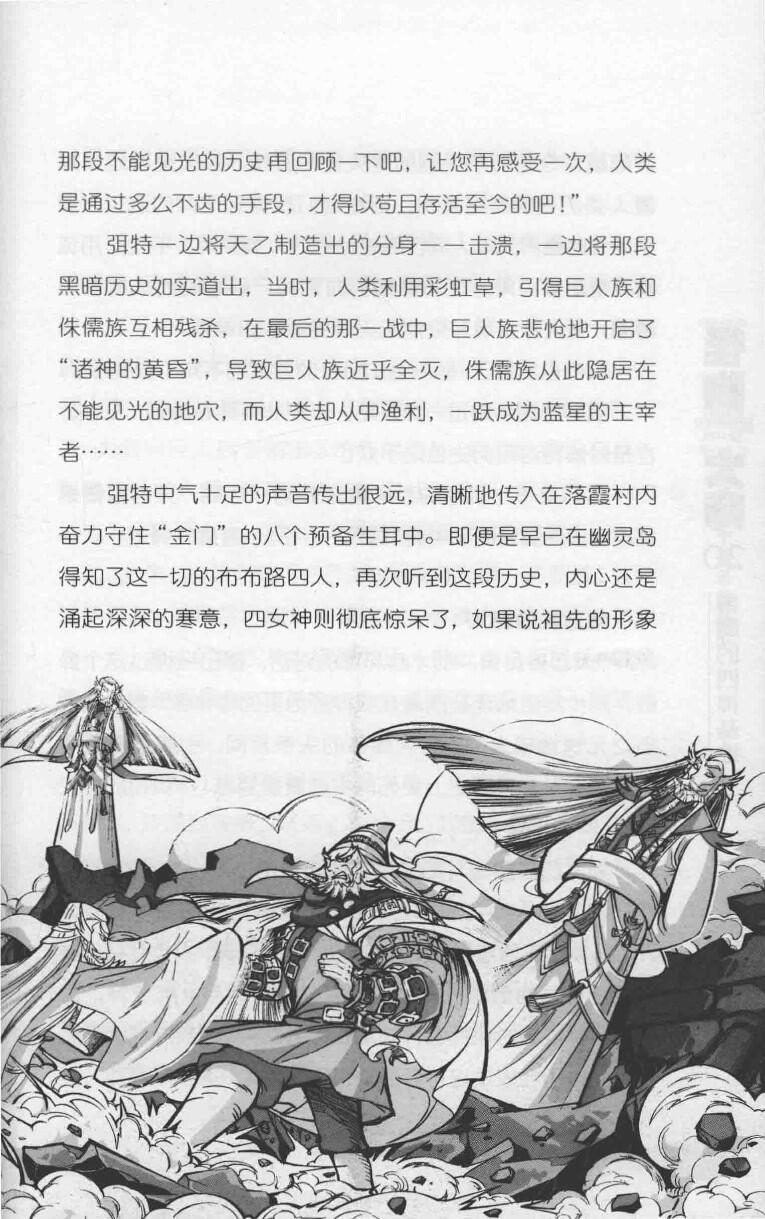 那段不能见光的历史再回顾一下吧，让您再感受一次，人类
是通过多么不齿的手段，才得以苟且存活至今的吧！”
弭特一边将天乙制造出的分身一一击溃，一边将那段
黑暗历史如实道出，当时，人类利用彩虹草，引得巨人族和
侏儒族互相残杀，在最后的那一战中，巨人族悲怆地开启了
“诸神的黄昏”，导致巨人族近乎全灭，侏儒族从此隐居在
不能见光的地穴，而人类却从中渔利，一跃成为蓝星的主宰
者……
弭特中气十足的声音传出很远，清晰地传入在落霞村内
奋力守住“金门”的八个预备生耳中。即便是早已在幽灵岛
得知了这一切的布布路四人，再次听到这段历史，内心还是
涌起深深的寒意，四女神则彻底惊呆了，如果说祖先的形象